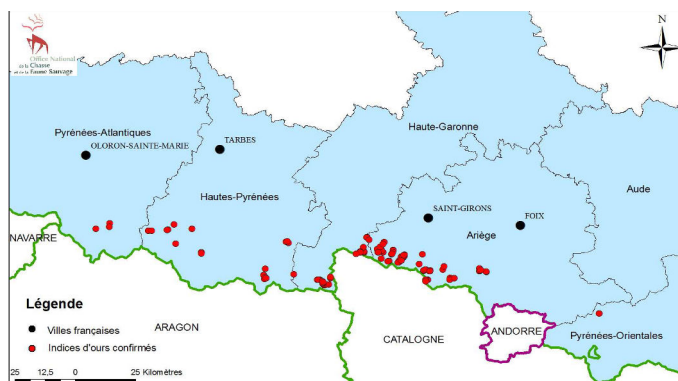 Office National
de la Chasse
et de la Faune Sauvage
N
Pyrénées-Atlantiques
OLORON-SAINTE-MARIE
TARBES
Haute-Garonne
Hautes-Pyrénées
SAINT-GIRONS
FOIX
Aude
Ariège
NAVARRE
Légende
Villes françaises
Indices d'ours confirmés
ARAGON
CATALOGNE
ANDORRE
Pyrénées-Orientales
25 12,5 0 25 Kilomètres